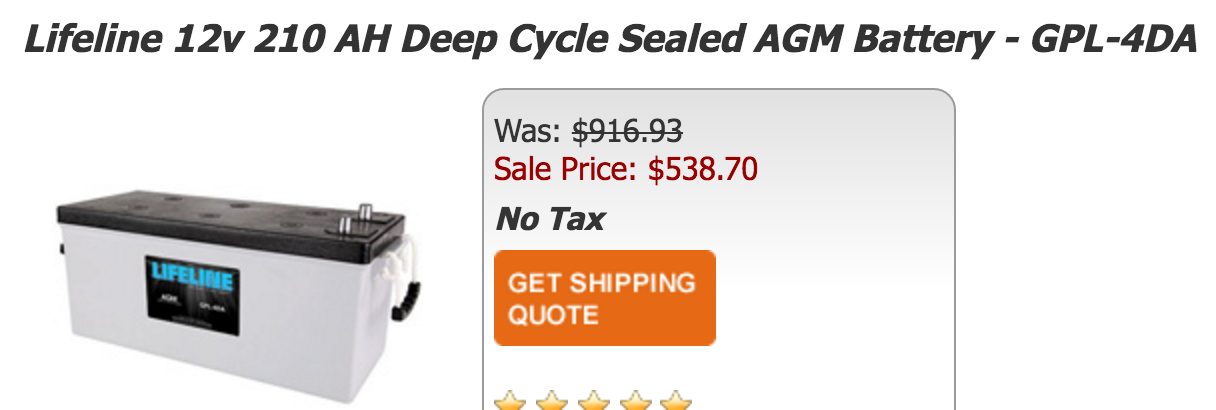 Lifeline 12v 210 AH Deep Cycle Sealed AGM Battery - GPL-4DA
Was: $916.93
Sale Price: $538.70
No Tax
GET SHIPPING
QUOTE
LIFELINE
AGM
GPL-4DA